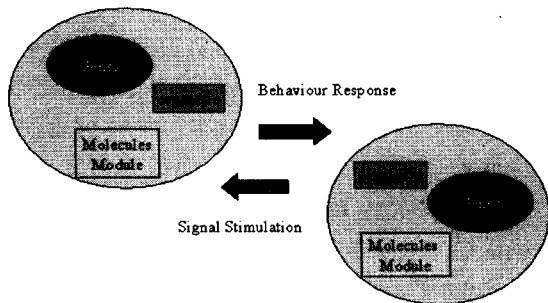 Behaviour Response
Molecules
Module
Signal Stimulation
Molecules
Module